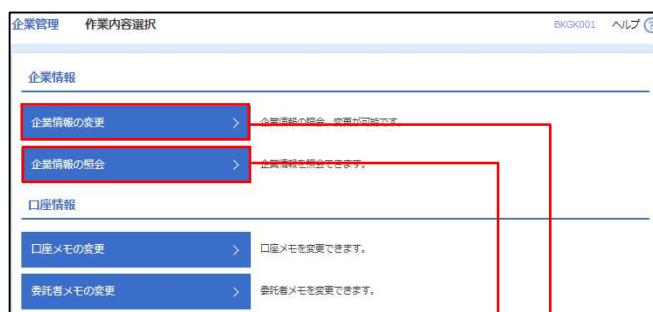 企業管理 作業内容選択 BKGK001 ヘルプ ?
企業情報
企業情報の変更 > 企業情報の照会、変更が可能です。
企業情報の照会 > 企業情報を照会できます。
口座情報
口座メモの変更 > 口座メモを変更できます。
委託者メモの変更 > 委託者メモを変更できます。